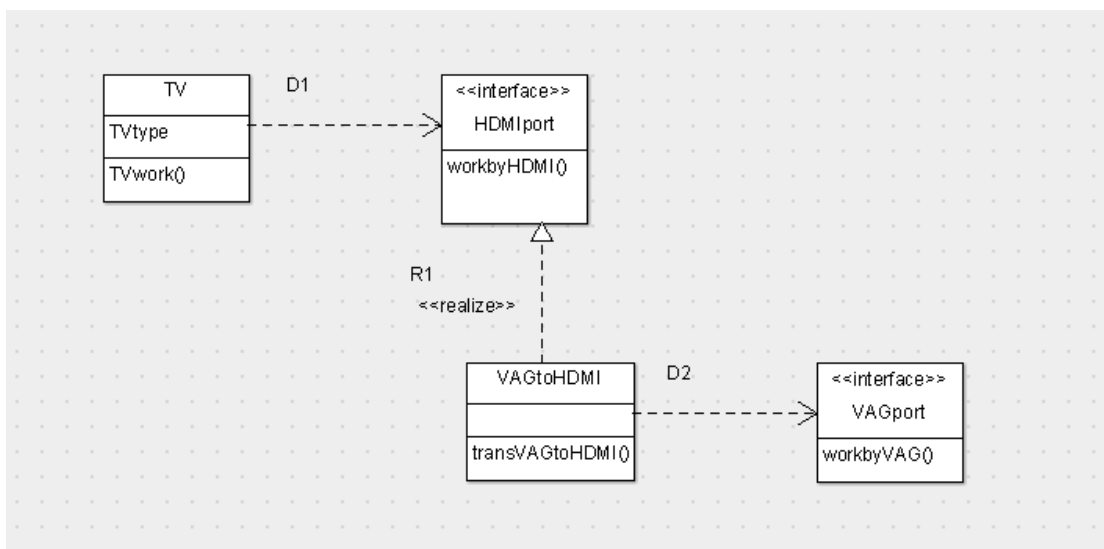 TV
TVtype
TVwork()
D1
<<interface>>
HDMIport
workbyHDMI()
R1
<<realize>>
VAGtoHDMI
transVAGtoHDMI()
D2
<<interface>>
VAGport
workbyVAG()